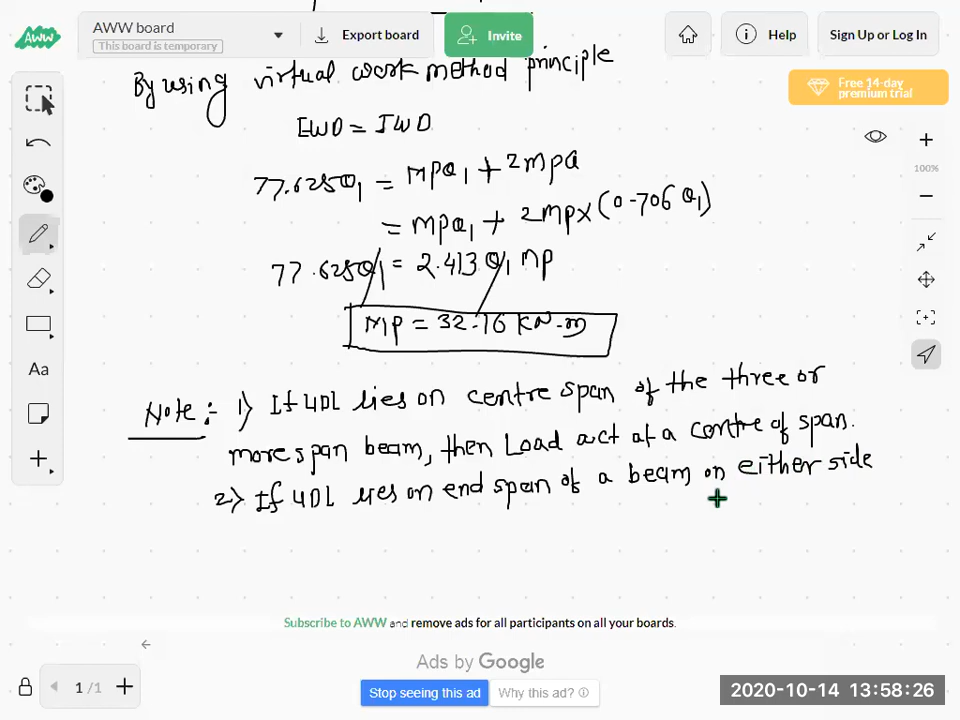 AWW board
This board is temporary
Export board
Invite
Help
Sign Up or Log In
Free 14-day
premium trial
100%
By using virtual work method principle
EWD = IWD
77.625θ1 = MPθ1 + 2MPθ
= MPθ1 + 2MP×(0.706 θ1)
77.625θ1 = 2.413 θ1 MP
MP = 32.16 KN-m
Note:- 1) If UDL lies on centre span of the three or
more span beam, then Load act at a centre of span.
2) If UDL lies on end span of a beam on either side
Subscribe to AWW and remove ads for all participants on all your boards.
Ads by Google
Stop seeing this ad
Why this ad?
1 /1
Aa
2020-10-14 13:58:26